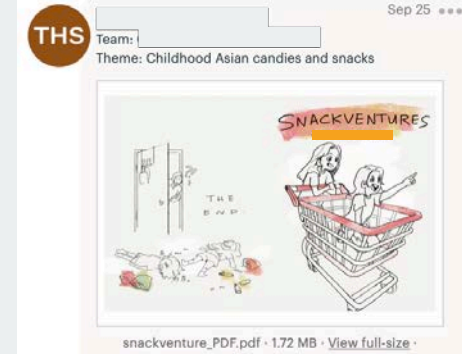 Sep 25
THS
Team:
Theme: Childhood Asian candies and snacks
SNACKVENTURES
THE
END
snackventure_PDF.pdf · 1.72 MB · View full-size ·